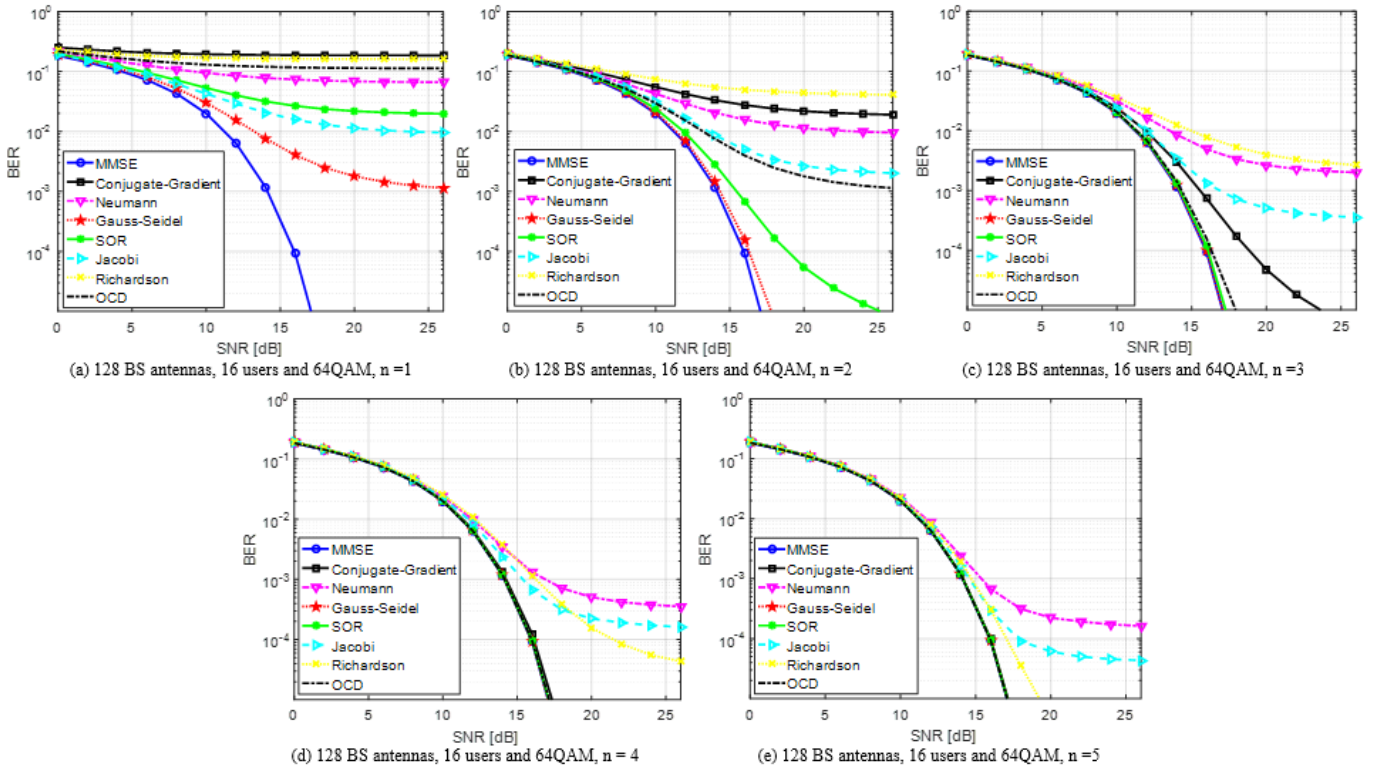 10^0
10^-1
10^-2
10^-3
10^-4
BER
MMSE
Conjugate-Gradient
Neumann
Gauss-Seidel
SOR
Jacobi
Richardson
OCD
0 5 10 15 20 25
SNR [dB]
(a) 128 BS antennas, 16 users and 64QAM, n =1
10^0
10^-1
10^-2
10^-3
10^-4
BER
MMSE
Conjugate-Gradient
Neumann
Gauss-Seidel
SOR
Jacobi
Richardson
OCD
0 5 10 15 20 25
SNR [dB]
(b) 128 BS antennas, 16 users and 64QAM, n =2
10^0
10^-1
10^-2
10^-3
10^-4
BER
MMSE
Conjugate-Gradient
Neumann
Gauss-Seidel
SOR
Jacobi
Richardson
OCD
0 5 10 15 20 25
SNR [dB]
(c) 128 BS antennas, 16 users and 64QAM, n =3
10^0
10^-1
10^-2
10^-3
10^-4
BER
MMSE
Conjugate-Gradient
Neumann
Gauss-Seidel
SOR
Jacobi
Richardson
OCD
0 5 10 15 20 25
SNR [dB]
(d) 128 BS antennas, 16 users and 64QAM, n = 4
10^0
10^-1
10^-2
10^-3
10^-4
BER
MMSE
Conjugate-Gradient
Neumann
Gauss-Seidel
SOR
Jacobi
Richardson
OCD
0 5 10 15 20 25
SNR [dB]
(e) 128 BS antennas, 16 users and 64QAM, n =5